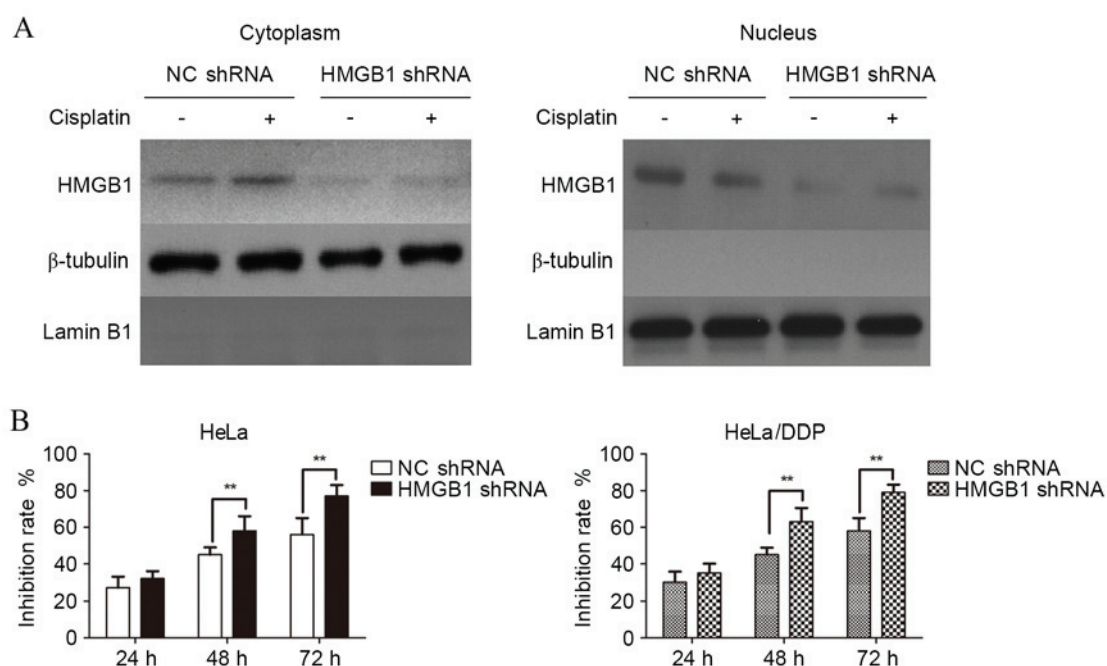 A
Cytoplasm
NC shRNA HMGB1 shRNA
Cisplatin - + - +
HMGB1
β-tubulin
Lamin B1
Nucleus
NC shRNA HMGB1 shRNA
Cisplatin - + - +
HMGB1
β-tubulin
Lamin B1
B
HeLa
Inhibition rate %
100
80
60
40
20
0
** **
NC shRNA
HMGB1 shRNA
24 h 48 h 72 h
HeLa/DDP
Inhibition rate %
100
80
60
40
20
0
** **
NC shRNA
HMGB1 shRNA
24 h 48 h 72 h